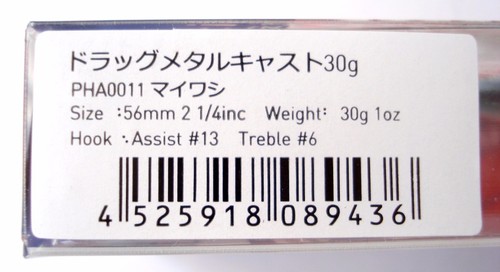 ドラッグメタルキャスト30g
PHA0011 マイワシ
Size :56mm 2 1/4inc Weight: 30g 1oz
Hook :Assist #13 Treble #6
4 525918 089436